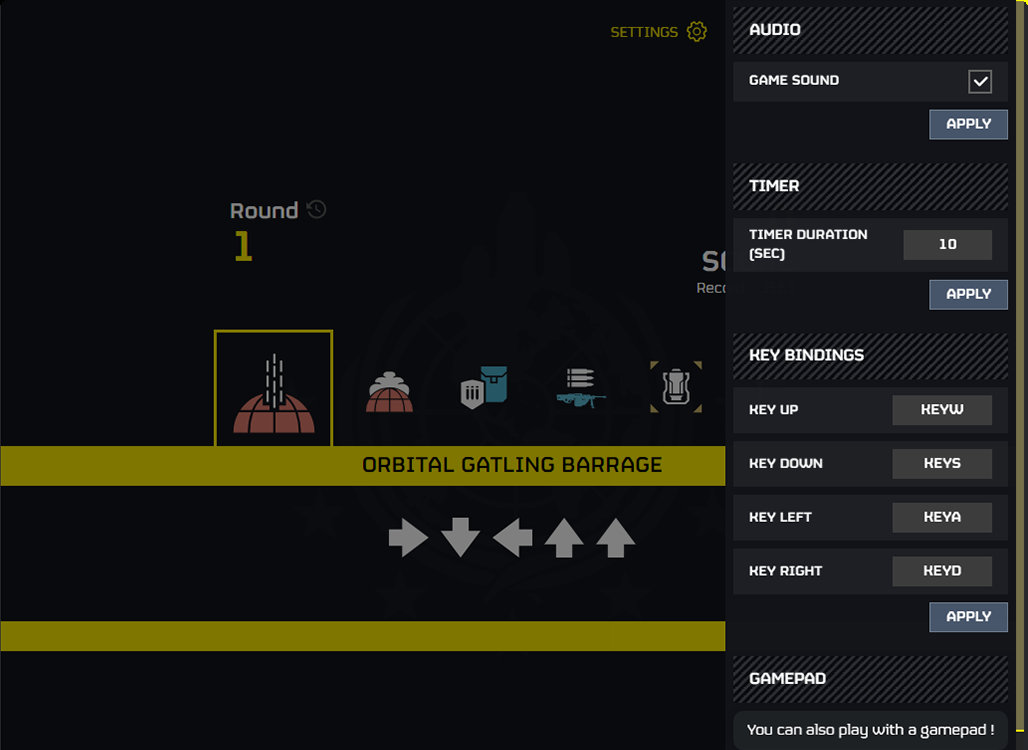 SETTINGS
Round
1
ORBITAL GATLING BARRAGE
AUDIO
GAME SOUND
APPLY
TIMER
TIMER DURATION
(SEC)
10
APPLY
KEY BINDINGS
KEY UP
KEYW
KEY DOWN
KEYS
KEY LEFT
KEYA
KEY RIGHT
KEYD
APPLY
GAMEPAD
You can also play with a gamepad !